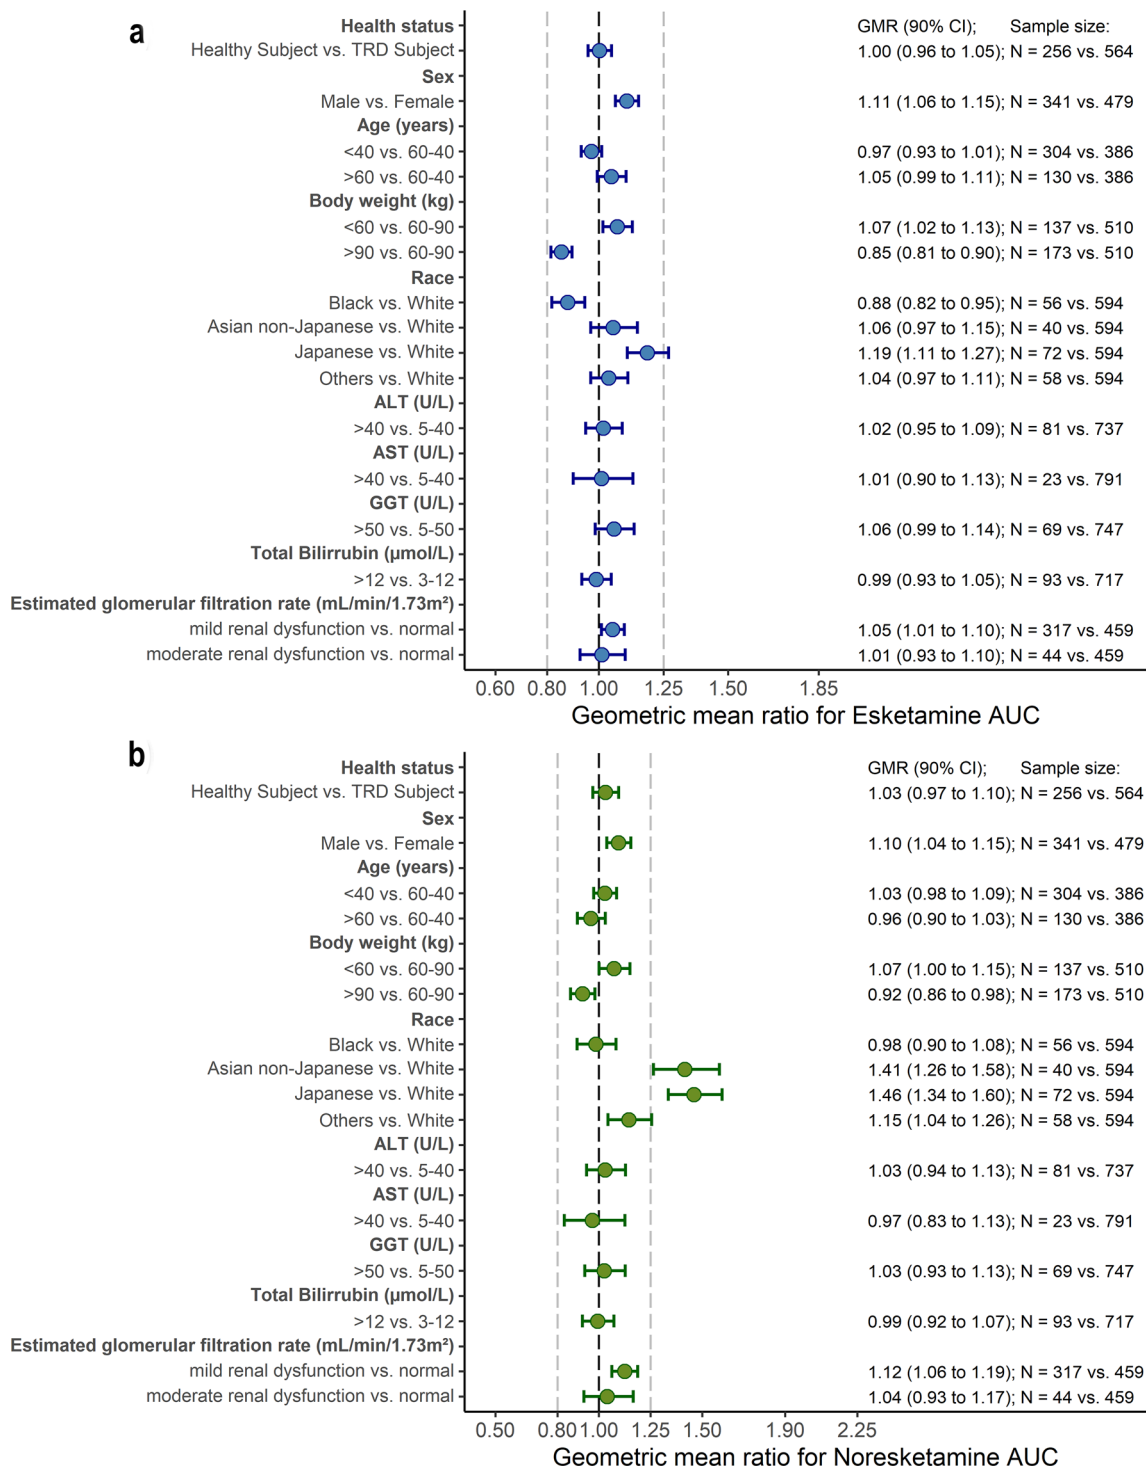 a
Health status GMR (90% CI); Sample size:
Healthy Subject vs. TRD Subject 1.00 (0.96 to 1.05); N = 256 vs. 564
Sex
Male vs. Female 1.11 (1.06 to 1.15); N = 341 vs. 479
Age (years)
<40 vs. 60-40 0.97 (0.93 to 1.01); N = 304 vs. 386
>60 vs. 60-40 1.05 (0.99 to 1.11); N = 130 vs. 386
Body weight (kg)
<60 vs. 60-90 1.07 (1.02 to 1.13); N = 137 vs. 510
>90 vs. 60-90 0.85 (0.81 to 0.90); N = 173 vs. 510
Race
Black vs. White 0.88 (0.82 to 0.95); N = 56 vs. 594
Asian non-Japanese vs. White 1.06 (0.97 to 1.15); N = 40 vs. 594
Japanese vs. White 1.19 (1.11 to 1.27); N = 72 vs. 594
Others vs. White 1.04 (0.97 to 1.11); N = 58 vs. 594
ALT (U/L)
>40 vs. 5-40 1.02 (0.95 to 1.09); N = 81 vs. 737
AST (U/L)
>40 vs. 5-40 1.01 (0.90 to 1.13); N = 23 vs. 791
GGT (U/L)
>50 vs. 5-50 1.06 (0.99 to 1.14); N = 69 vs. 747
Total Bilirrubin (µmol/L)
>12 vs. 3-12 0.99 (0.93 to 1.05); N = 93 vs. 717
Estimated glomerular filtration rate (mL/min/1.73m²)
mild renal dysfunction vs. normal 1.05 (1.01 to 1.10); N = 317 vs. 459
moderate renal dysfunction vs. normal 1.01 (0.93 to 1.10); N = 44 vs. 459
0.60 0.80 1.00 1.25 1.50 1.85
Geometric mean ratio for Esketamine AUC
b
Health status GMR (90% CI); Sample size:
Healthy Subject vs. TRD Subject 1.03 (0.97 to 1.10); N = 256 vs. 564
Sex
Male vs. Female 1.10 (1.04 to 1.15); N = 341 vs. 479
Age (years)
<40 vs. 60-40 1.03 (0.98 to 1.09); N = 304 vs. 386
>60 vs. 60-40 0.96 (0.90 to 1.03); N = 130 vs. 386
Body weight (kg)
<60 vs. 60-90 1.07 (1.00 to 1.15); N = 137 vs. 510
>90 vs. 60-90 0.92 (0.86 to 0.98); N = 173 vs. 510
Race
Black vs. White 0.98 (0.90 to 1.08); N = 56 vs. 594
Asian non-Japanese vs. White 1.41 (1.26 to 1.58); N = 40 vs. 594
Japanese vs. White 1.46 (1.34 to 1.60); N = 72 vs. 594
Others vs. White 1.15 (1.04 to 1.26); N = 58 vs. 594
ALT (U/L)
>40 vs. 5-40 1.03 (0.94 to 1.13); N = 81 vs. 737
AST (U/L)
>40 vs. 5-40 0.97 (0.83 to 1.13); N = 23 vs. 791
GGT (U/L)
>50 vs. 5-50 1.03 (0.93 to 1.13); N = 69 vs. 747
Total Bilirrubin (µmol/L)
>12 vs. 3-12 0.99 (0.92 to 1.07); N = 93 vs. 717
Estimated glomerular filtration rate (mL/min/1.73m²)
mild renal dysfunction vs. normal 1.12 (1.06 to 1.19); N = 317 vs. 459
moderate renal dysfunction vs. normal 1.04 (0.93 to 1.17); N = 44 vs. 459
0.50 0.80 1.00 1.25 1.50 1.90 2.25
Geometric mean ratio for Noresketamine AUC